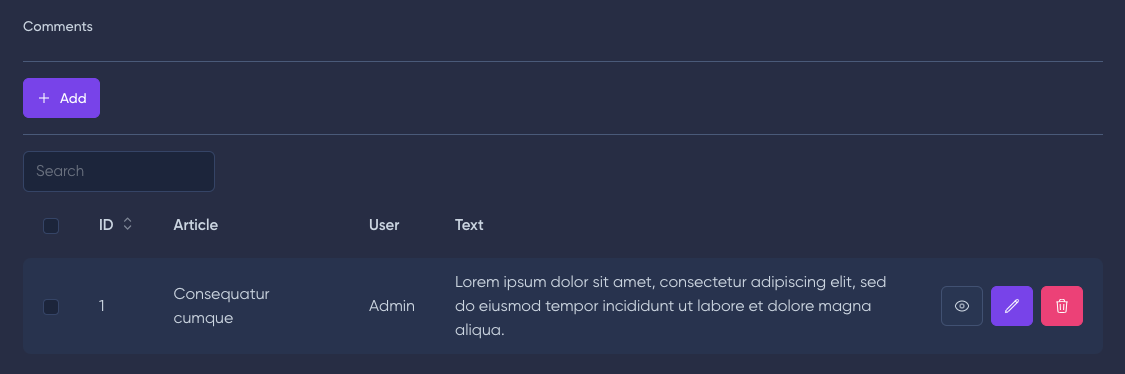 Comments
Add
Search
ID Article User Text
1 Consequatur cumque Admin Lorem ipsum dolor sit amet, consectetur adipiscing elit, sed
do eiusmod tempor incididunt ut labore et dolore magna
aliqua.